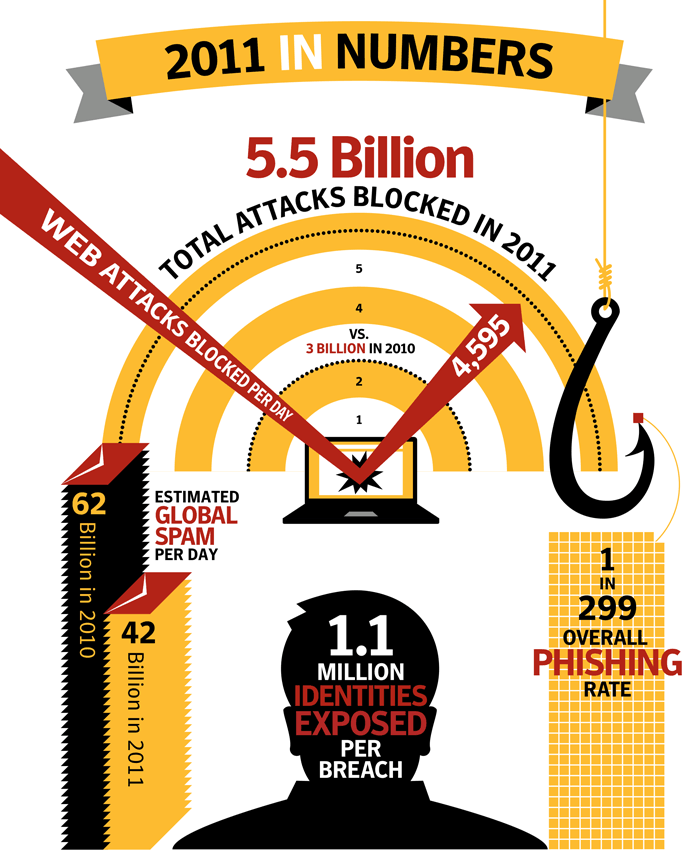 2011 IN NUMBERS
5.5 Billion
TOTAL ATTACKS BLOCKED IN 2011
5
4
VS.
3 BILLION IN 2010
2
1
WEB ATTACKS BLOCKED PER DAY
4,595
62
Billion in 2010
ESTIMATED
GLOBAL
SPAM
PER DAY
42
Billion in 2011
1.1
MILLION
IDENTITIES
EXPOSED
PER
BREACH
1
IN
299
OVERALL
PHISHING
RATE